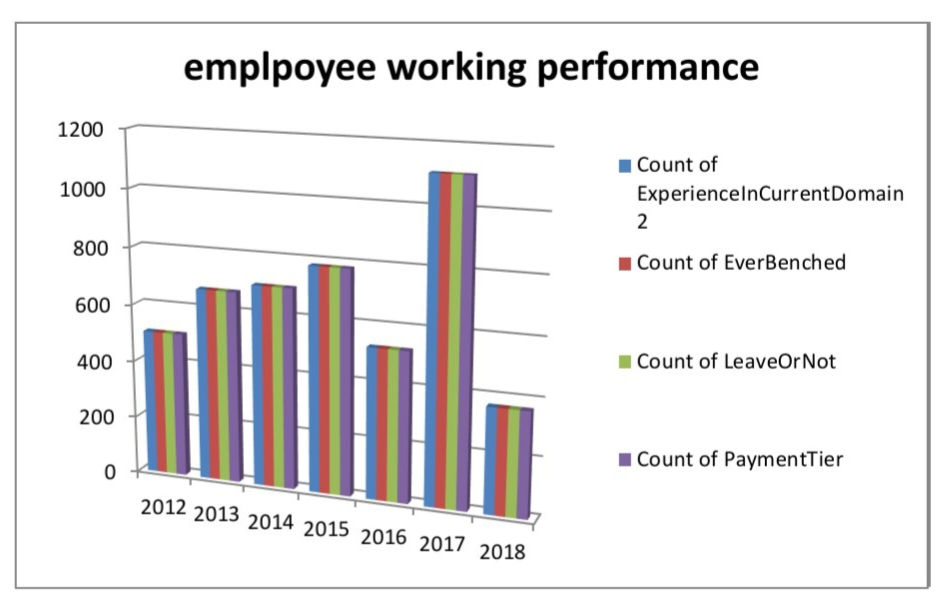 emplpoyee working performance
1200
1000
800
600
400
200
0
2012 2013 2014 2015 2016 2017 2018
Count of
ExperienceInCurrentDomain
2
Count of EverBenched
Count of LeaveOrNot
Count of PaymentTier